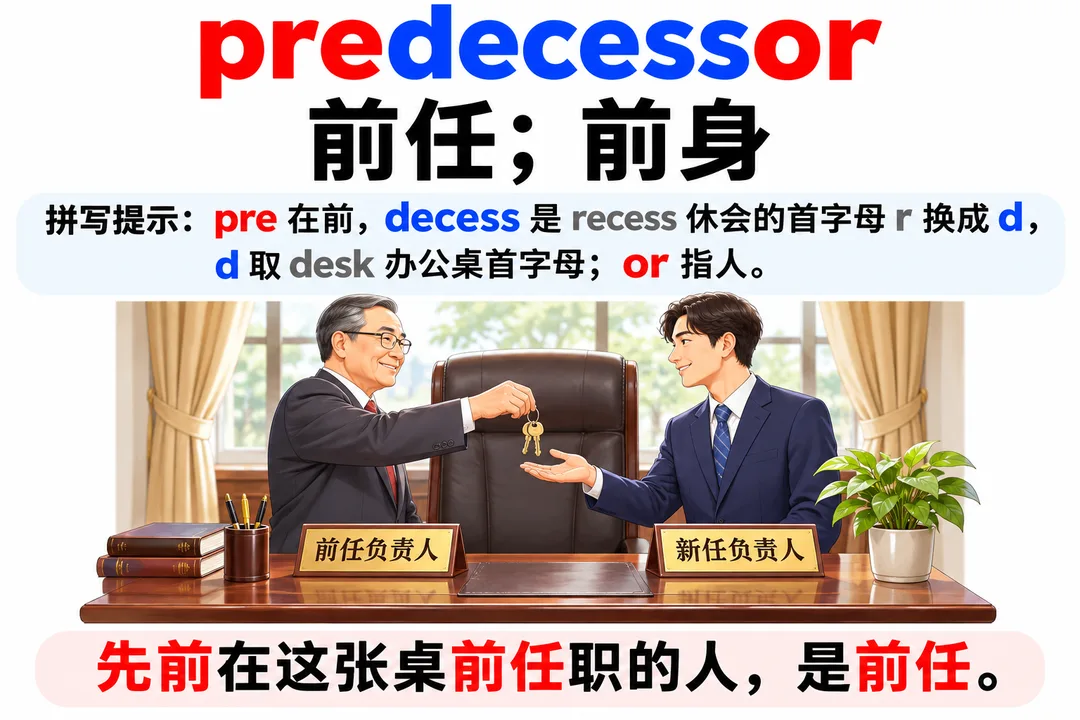 predecessor
前任；前身
拼写提示：pre 在前，decess 是 recess 休会的首字母 r 换成 d，
d 取 desk 办公桌首字母；or 指人。
前任负责人
新任负责人
先前在这张桌前任职的人，是前任。